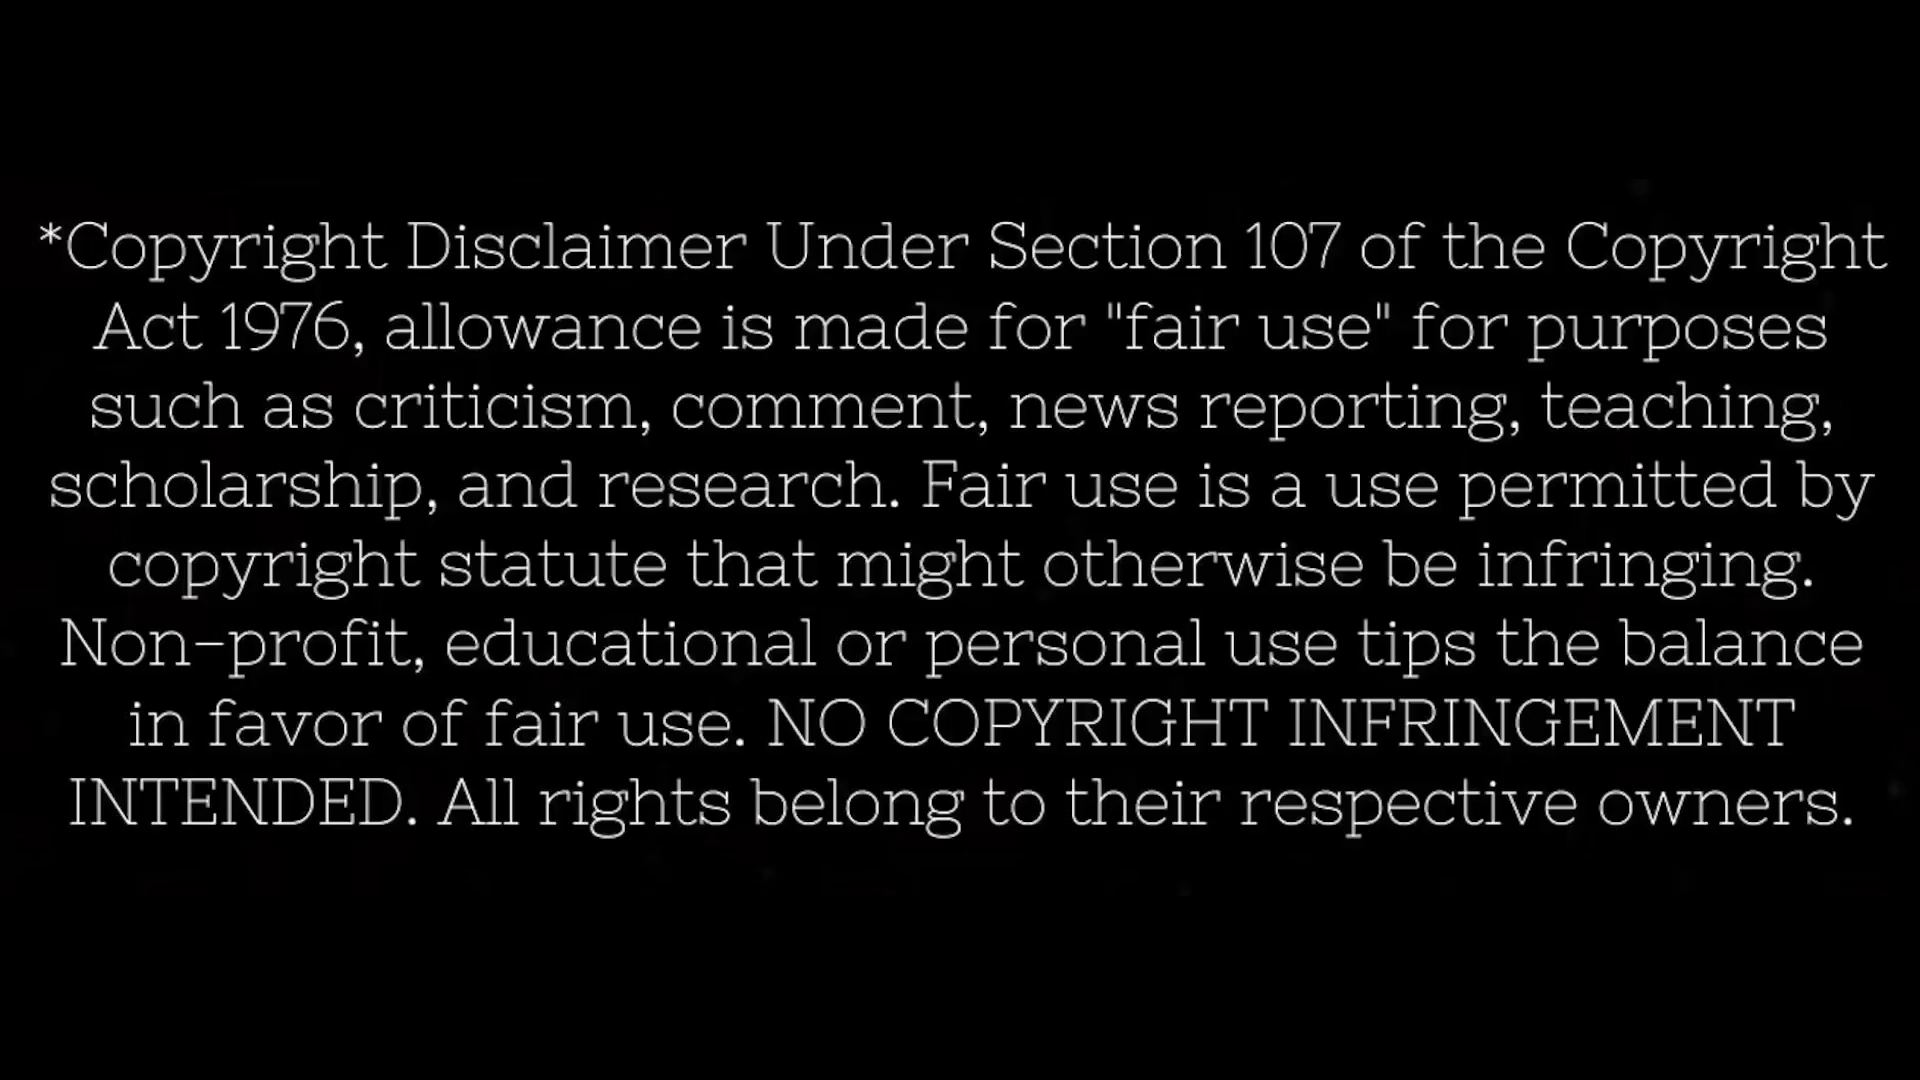 *Copyright Disclaimer Under Section 107 of the Copyright
Act 1976, allowance is made for "fair use" for purposes
such as criticism, comment, news reporting, teaching,
scholarship, and research. Fair use is a use permitted by
copyright statute that might otherwise be infringing.
Non-profit, educational or personal use tips the balance
in favor of fair use. NO COPYRIGHT INFRINGEMENT
INTENDED. All rights belong to their respective owners.